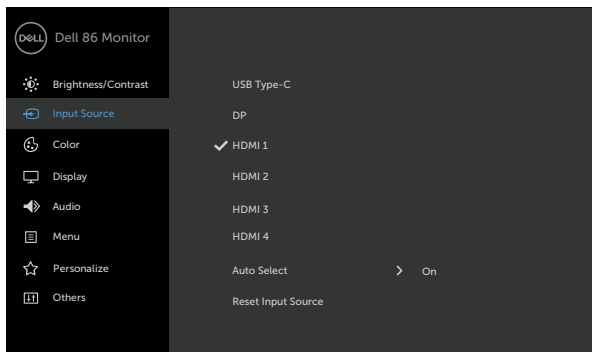 DELL Dell 86 Monitor
Brightness/Contrast
Input Source
Color
Display
Audio
Menu
Personalize
Others
USB Type-C
DP
HDMI 1
HDMI 2
HDMI 3
HDMI 4
Auto Select > On
Reset Input Source